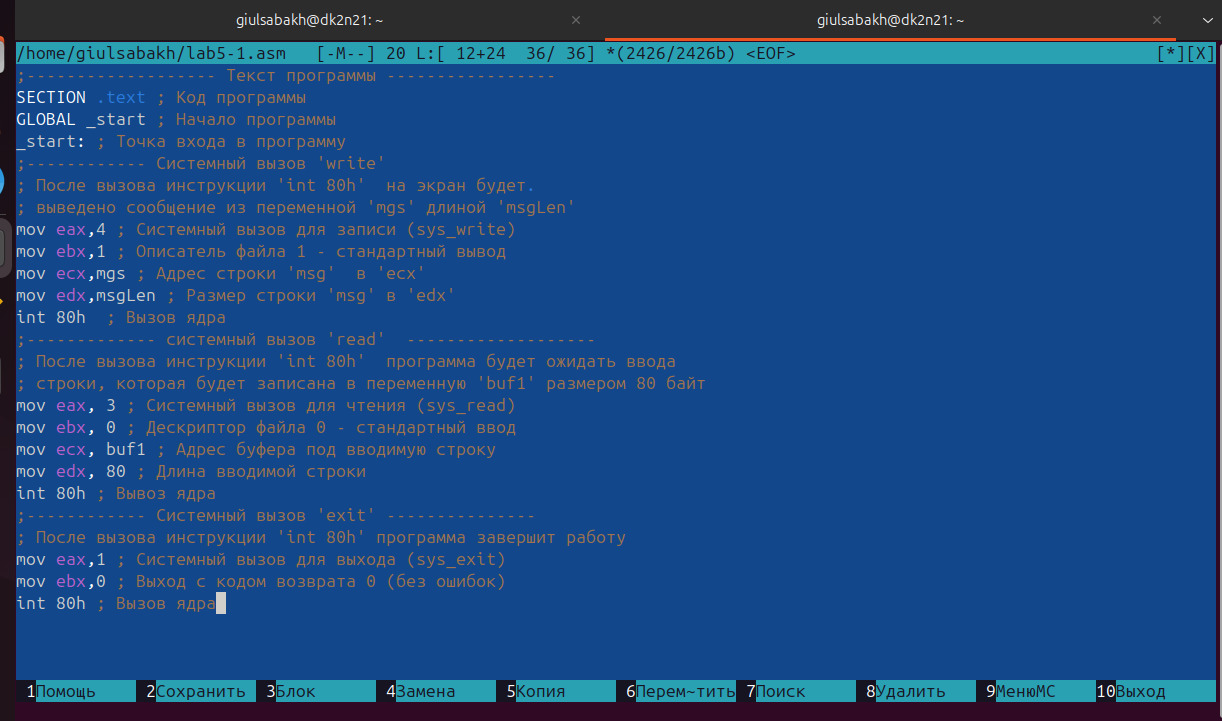 giulsabakh@dk2n21: ~ × giulsabakh@dk2n21: ~ ×
/home/giulsabakh/lab5-1.asm [-M--] 20 L:[ 12+24 36/ 36] *(2426/2426b) <EOF> [*][X]
;------------------- Текст программы -----------------
SECTION .text ; Код программы
GLOBAL _start ; Начало программы
_start: ; Точка входа в программу
;------------ Системный вызов 'write'
; После вызова инструкции 'int 80h'  на экран будет.
; выведено сообщение из переменной 'mgs' длиной 'msgLen'
mov eax,4 ; Системный вызов для записи (sys_write)
mov ebx,1 ; Описатель файла 1 - стандартный вывод
mov ecx,mgs ; Адрес строки 'msg'  в 'ecx'
mov edx,msgLen ; Размер строки 'msg' в 'edx'
int 80h  ; Вызов ядра
;------------- системный вызов 'read'  -------------------
; После вызова инструкции 'int 80h'  программа будет ожидать ввода
; строки, которая будет записана в переменную 'buf1' размером 80 байт
mov eax, 3 ; Системный вызов для чтения (sys_read)
mov ebx, 0 ; Дескриптор файла 0 - стандартный ввод
mov ecx, buf1 ; Адрес буфера под вводимую строку
mov edx, 80 ; Длина вводимой строки
int 80h ; Вывоз ядра
;------------ Системный вызов 'exit' ---------------
; После вызова инструкции 'int 80h' программа завершит работу
mov eax,1 ; Системный вызов для выхода (sys_exit)
mov ebx,0 ; Выход с кодом возврата 0 (без ошибок)
int 80h ; Вызов ядра
1Помощь 2Сохранить 3Блок 4Замена 5Копия 6Перем~тить 7Поиск 8Удалить 9МенюМС 10Выход